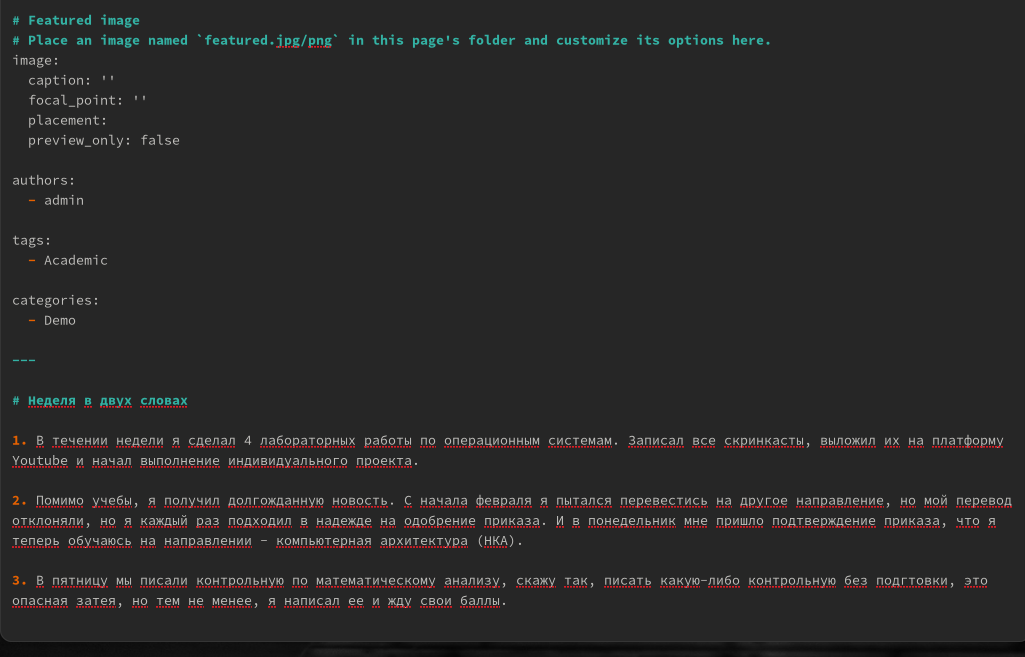 # Featured image
# Place an image named `featured.jpg/png` in this page's folder and customize its options here.
image:
  caption: ''
  focal_point: ''
  placement:
  preview_only: false
authors:
  - admin
tags:
  - Academic
categories:
  - Demo
---
# Неделя в двух словах
1. В течении недели я сделал 4 лабораторных работы по операционным системам. Записал все скринкасты, выложил их на платформу
Youtube и начал выполнение индивидуального проекта.
2. Помимо учебы, я получил долгожданную новость. С начала февраля я пытался перевестись на другое направление, но мой перевод
отклоняли, но я каждый раз подходил в надежде на одобрение приказа. И в понедельник мне пришло подтверждение приказа, что я
теперь обучаюсь на направлении - компьютерная архитектура (НКА).
3. В пятницу мы писали контрольную по математическому анализу, скажу так, писать какую-либо контрольную без подгтовки, это
опасная затея, но тем не менее, я написал ее и жду свои баллы.